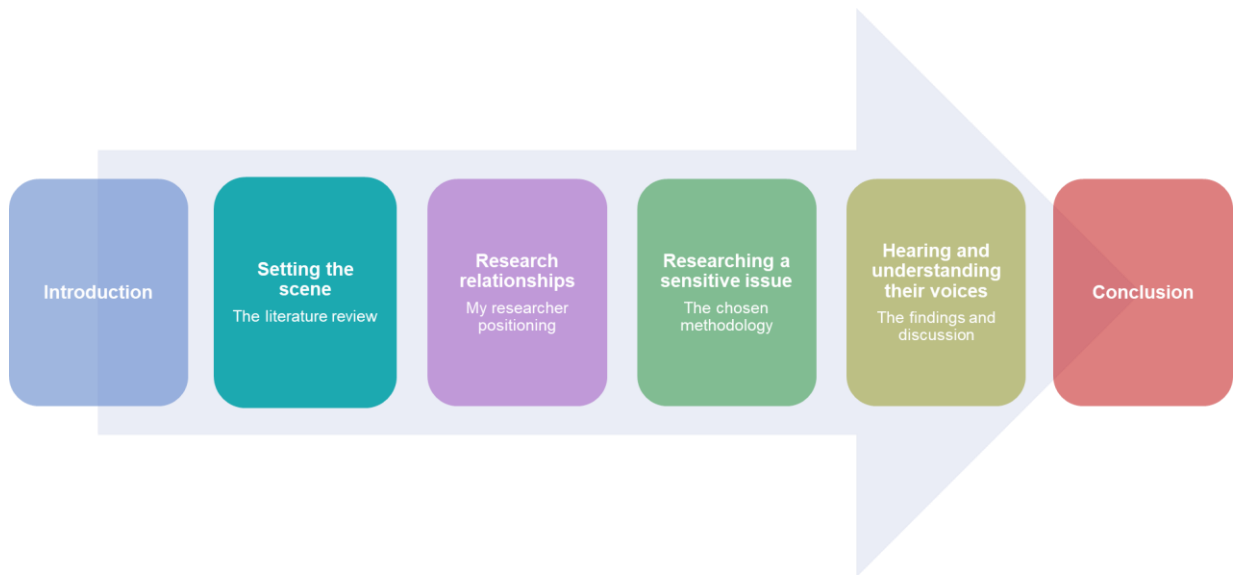 Introduction
Setting the
scene
The literature review
Research
relationships
My researcher
positioning
Researching a
sensitive issue
The chosen
methodology
Hearing and
understanding
their voices
The findings and
discussion
Conclusion